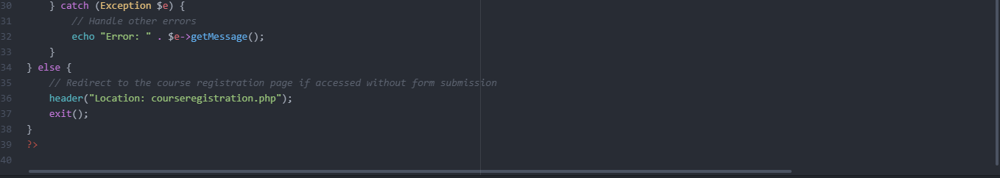 30     } catch (Exception $e) {
31         // Handle other errors
32         echo "Error: " . $e->getMessage();
33     }
34 } else {
35     // Redirect to the course registration page if accessed without form submission
36     header("Location: courseregistration.php");
37     exit();
38 }
39 ?>
40